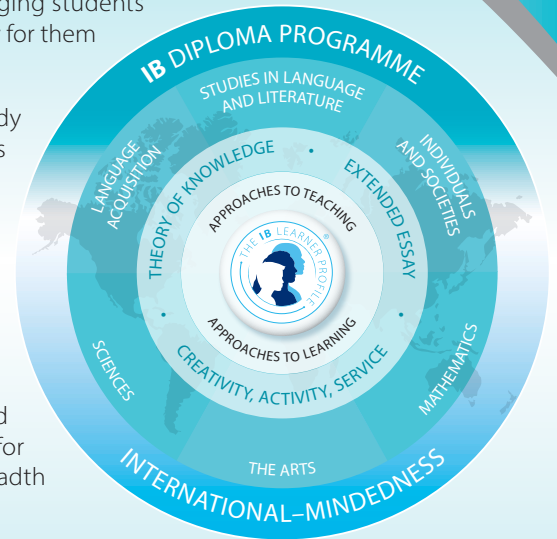 ging students
for them
dy
s
d
for
adth
IB DIPLOMA PROGRAMME
STUDIES IN LANGUAGE
AND LITERATURE
LANGUAGE
ACQUISITION
INDIVIDUALS
AND SOCIETIES
THEORY OF KNOWLEDGE
•
EXTENDED ESSAY
APPROACHES TO TEACHING
THE IB LEARNER PROFILE
®
APPROACHES TO LEARNING
•
CREATIVITY, ACTIVITY, SERVICE
•
SCIENCES
MATHEMATICS
THE ARTS
INTERNATIONAL–MINDEDNESS